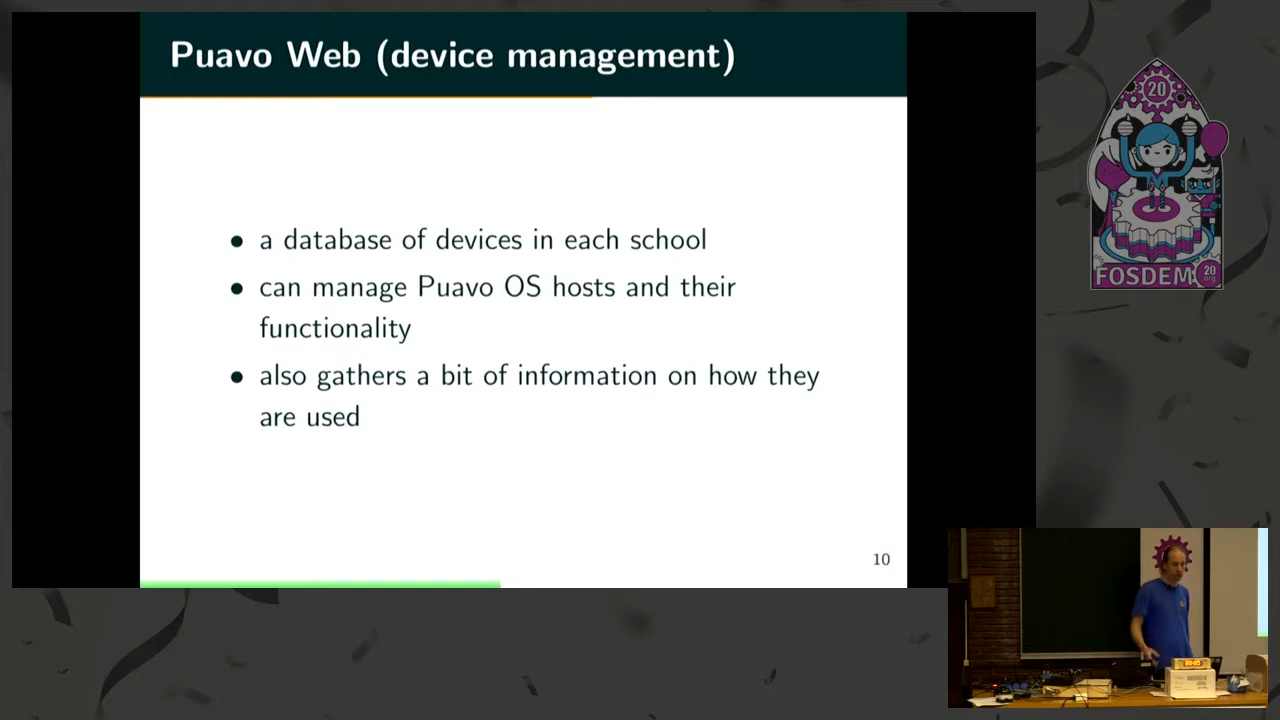 Puavo Web (device management)
• a database of devices in each school
• can manage Puavo OS hosts and their
functionality
• also gathers a bit of information on how they
are used
10
20
FOSDEM 20
.org